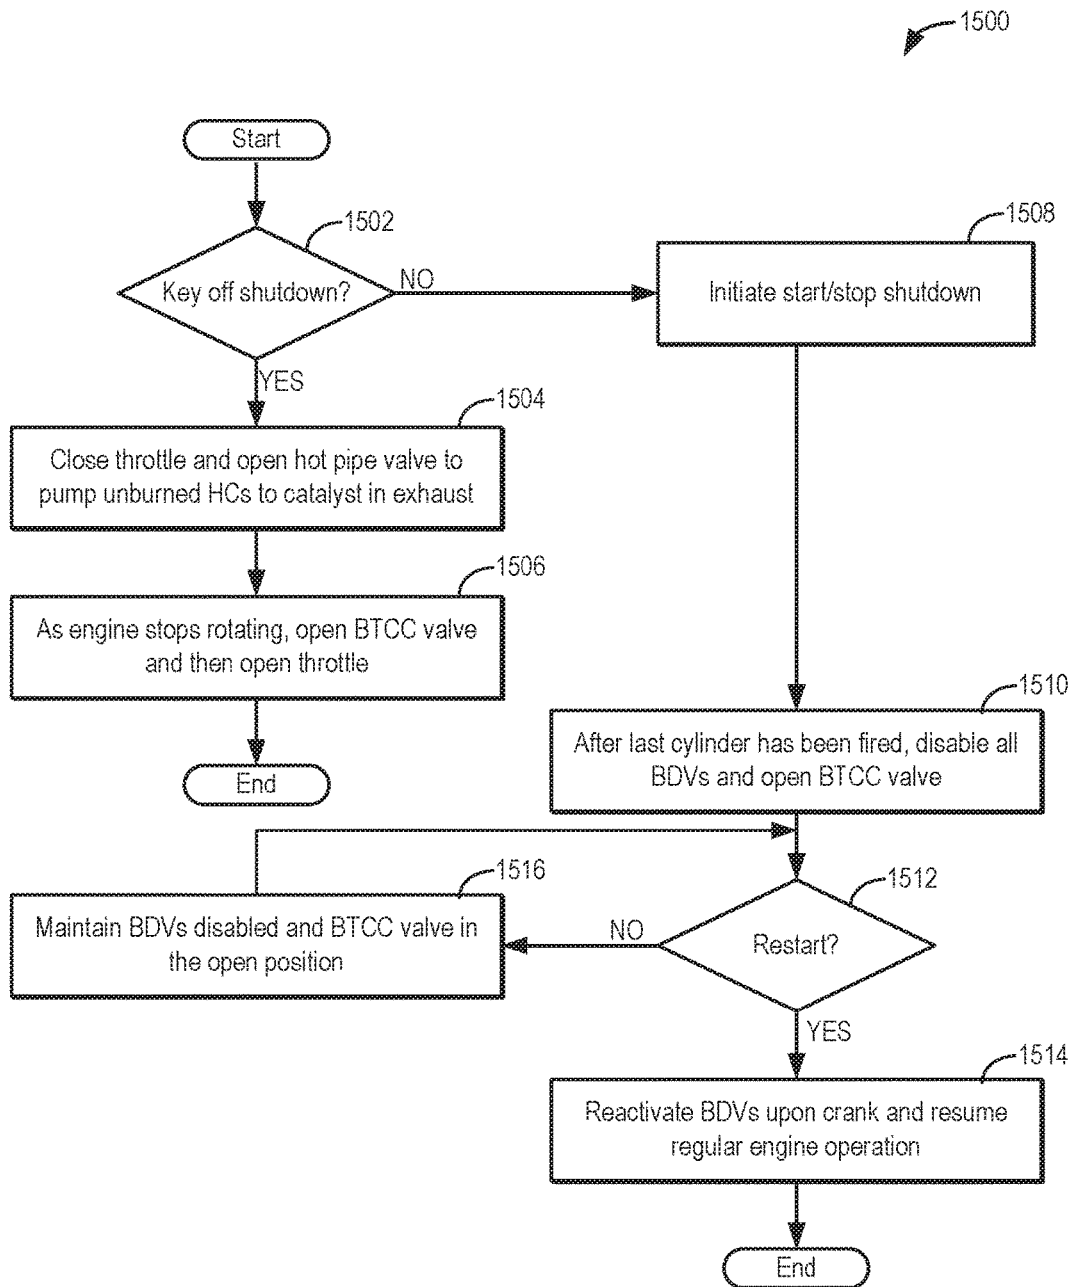 1500
Start
1502
1508
Key off shutdown?
NO
Initiate start/stop shutdown
YES
1504
Close throttle and open hot pipe valve to
pump unburned HCs to catalyst in exhaust
1506
As engine stops rotating, open BTCC valve
and then open throttle
End
1510
After last cylinder has been fired, disable all
BDVs and open BTCC valve
1516
Maintain BDVs disabled and BTCC valve in
the open position
1512
NO
Restart?
YES
1514
Reactivate BDVs upon crank and resume
regular engine operation
End